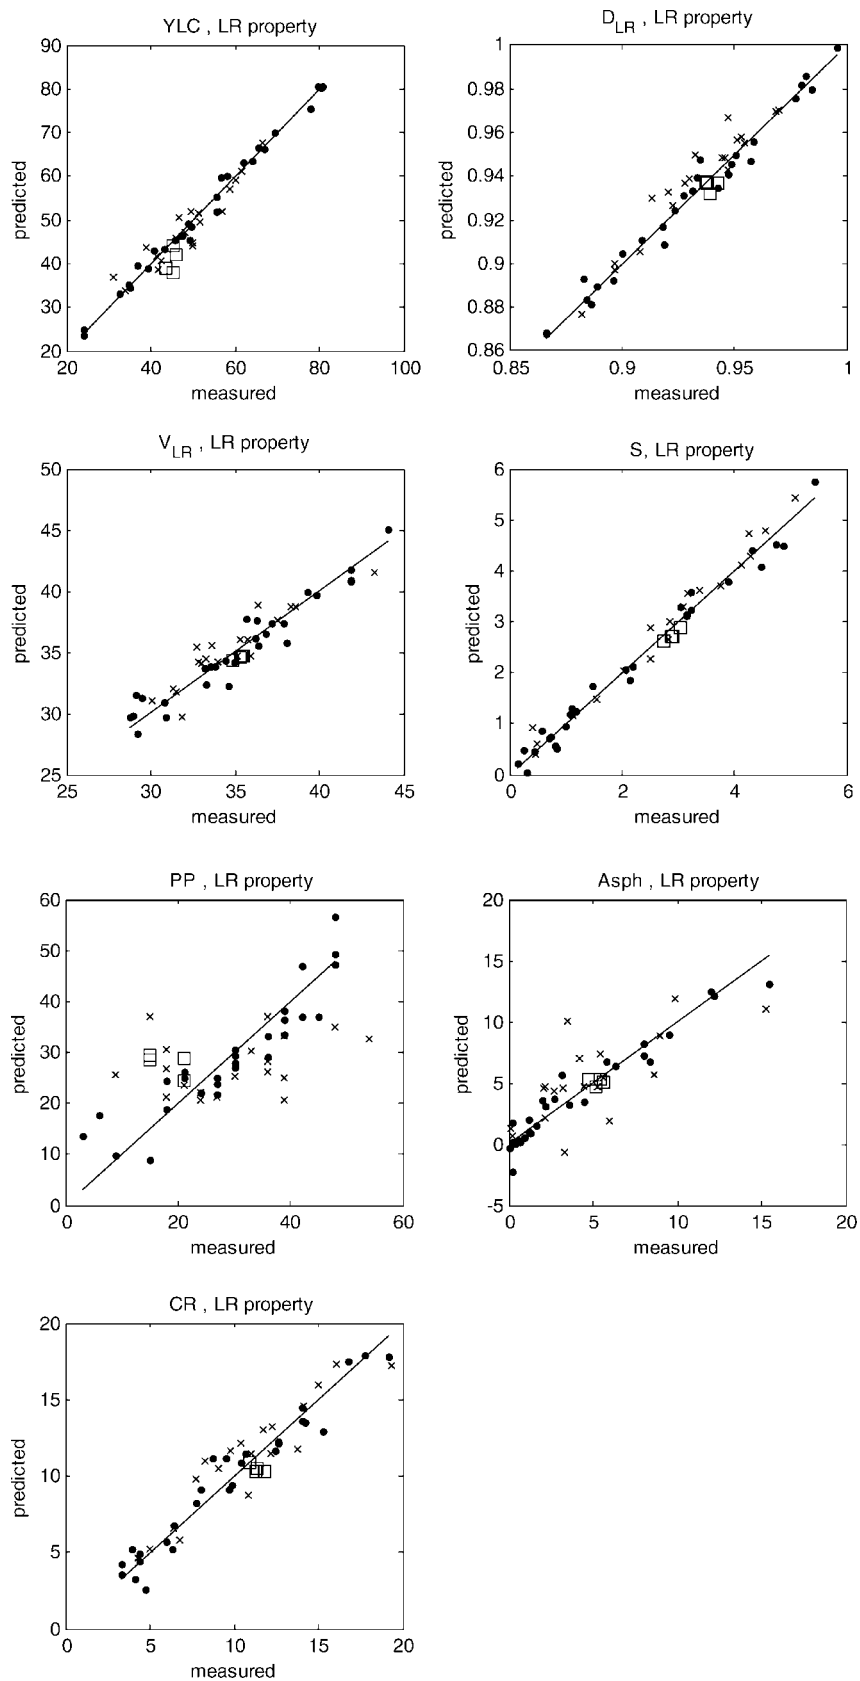 YLC , LR property
90
80
70
60
50
40
30
20
predicted
20 40 60 80 100
measured
D_LR , LR property
1
0.98
0.96
0.94
0.92
0.9
0.88
0.86
predicted
0.85 0.9 0.95 1
measured
V_LR , LR property
50
45
40
35
30
25
predicted
25 30 35 40 45
measured
S, LR property
6
5
4
3
2
1
0
predicted
0 2 4 6
measured
PP , LR property
60
50
40
30
20
10
0
predicted
0 20 40 60
measured
Asph , LR property
20
15
10
5
0
-5
predicted
0 5 10 15 20
measured
CR , LR property
20
15
10
5
0
predicted
0 5 10 15 20
measured